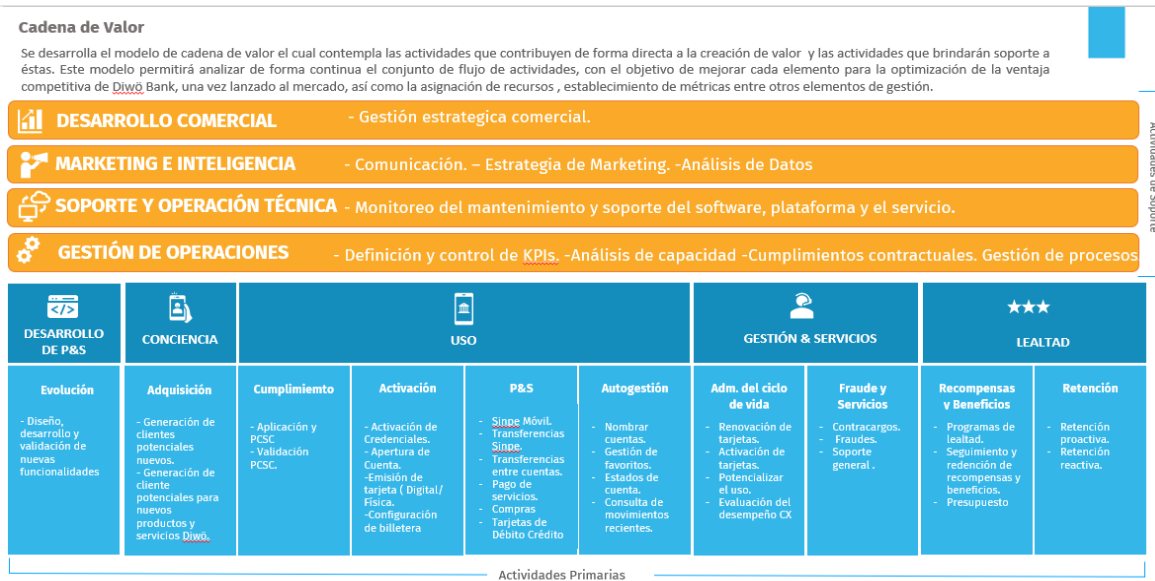 Cadena de Valor
Se desarrolla el modelo de cadena de valor el cual contempla las actividades que contribuyen de forma directa a la creación de valor y las actividades que brindarán soporte a
éstas. Este modelo permitirá analizar de forma continua el conjunto de flujo de actividades, con el objetivo de mejorar cada elemento para la optimización de la ventaja
competitiva de Diwö Bank, una vez lanzado al mercado, así como la asignación de recursos , establecimiento de métricas entre otros elementos de gestión.
DESARROLLO COMERCIAL - Gestión estrategica comercial.
MARKETING E INTELIGENCIA - Comunicación. – Estrategia de Marketing. -Análisis de Datos
SOPORTE Y OPERACIÓN TÉCNICA - Monitoreo del mantenimiento y soporte del software, plataforma y el servicio.
GESTIÓN DE OPERACIONES - Definición y control de KPIs. -Análisis de capacidad -Cumplimientos contractuales. Gestión de procesos
Actividades de Soporte
DESARROLLO
DE P&S
CONCIENCIA
USO
GESTIÓN & SERVICIOS
LEALTAD
Evolución
- Diseño,
desarrollo y
validación de
nuevas
funcionalidades
Adquisición
- Generación de
clientes
potenciales
nuevos.
- Generación de
cliente
potenciales para
nuevos
productos y
servicios Diwö.
Cumplimiemto
- Aplicación y
PCSC
- Validación
PCSC.
Activación
- Activación de
Credenciales.
- Apertura de
Cuenta.
-Emisión de
tarjeta ( Digital/
Física.
-Configuración
de billetera
P&S
- Sinpe Móvil.
- Transferencias
Sinpe.
- Transferencias
entre cuentas.
- Pago de
servicios.
- Compras
- Tarjetas de
Débito Crédito
Autogestión
- Nombrar
cuentas.
- Gestión de
favoritos.
- Estados de
cuenta.
- Consulta de
movimientos
recientes.
Adm. del ciclo
de vida
- Renovación de
tarjetas.
- Activación de
tarjetas.
- Potencializar
el uso.
- Evaluación del
desempeño CX
Fraude y
Servicios
- Contracargos.
- Fraudes.
- Soporte
general .
Recompensas
y Beneficios
- Programas de
lealtad.
- Seguimiento y
redención de
recompensas y
beneficios.
- Presupuesto
Retención
- Retención
proactiva.
- Retención
reactiva.
Actividades Primarias